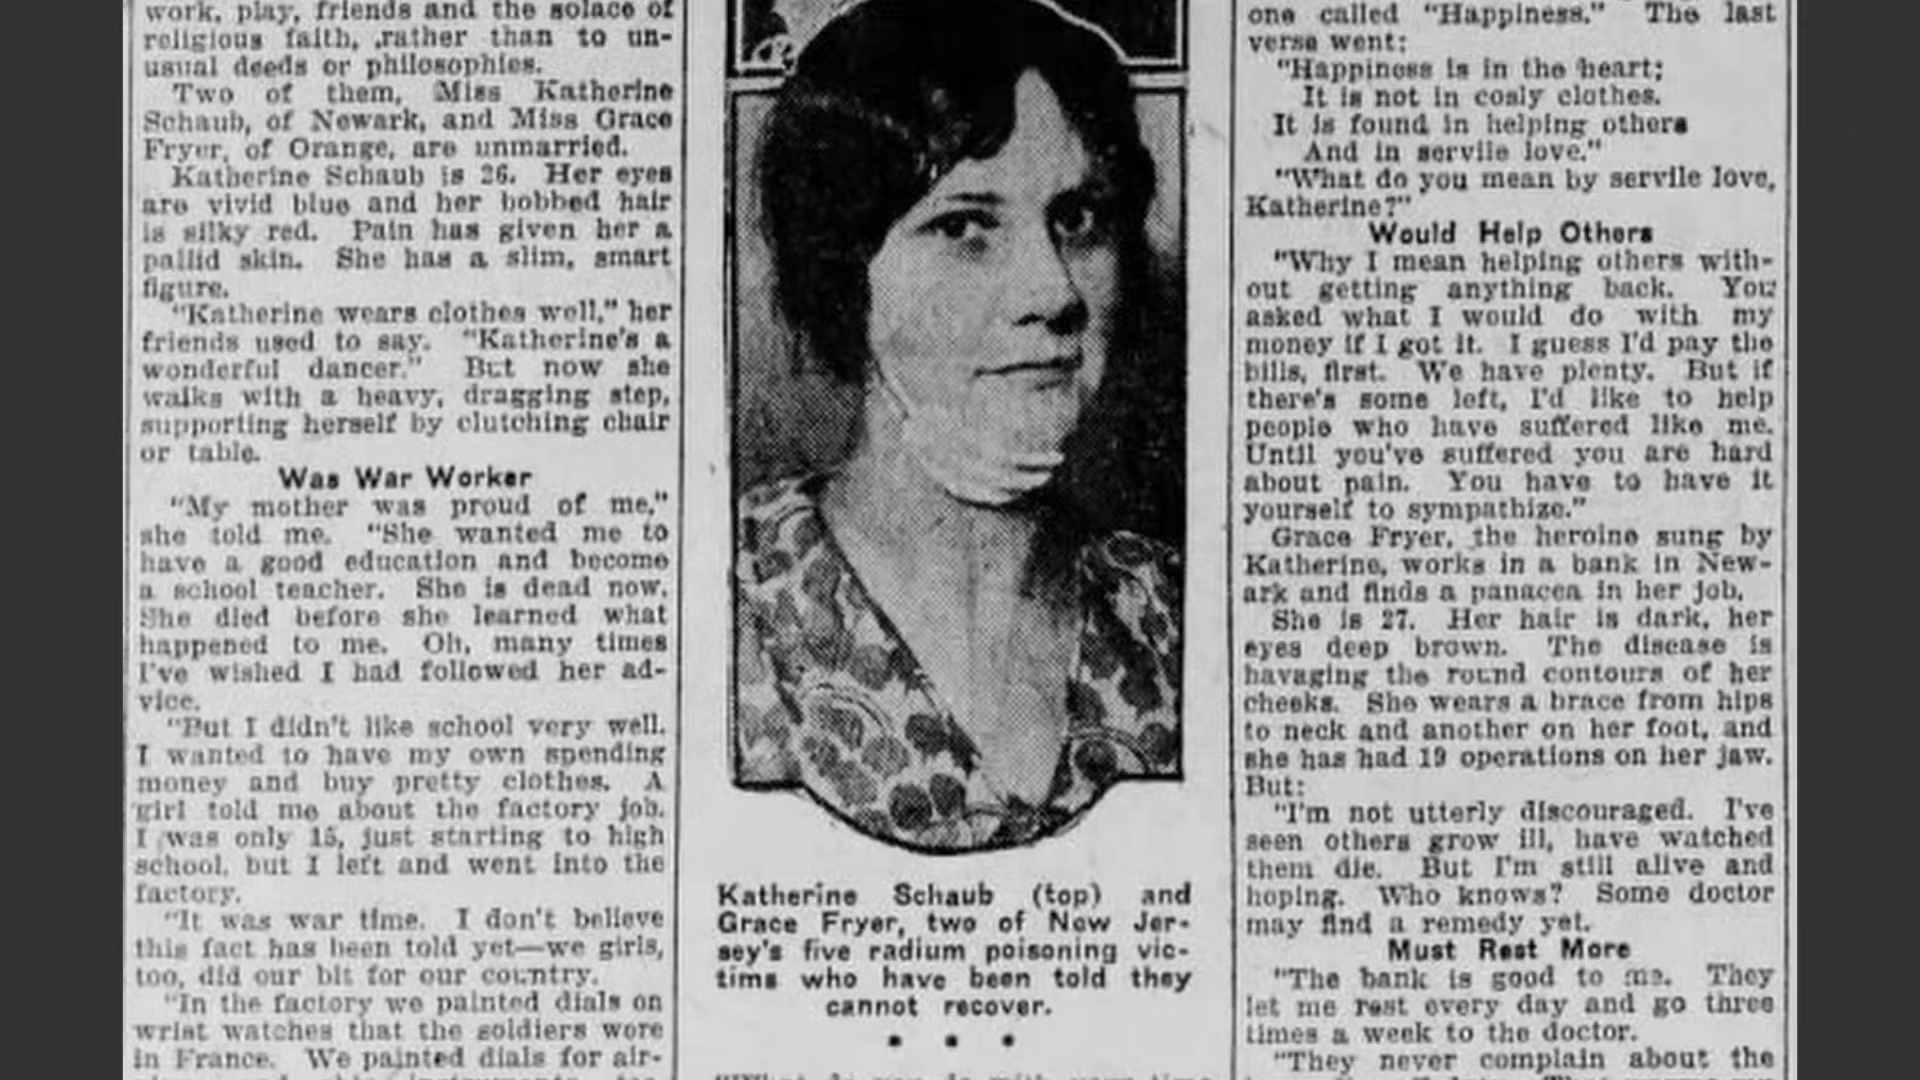 work, play, friends and the solace of
religious faith, rather than to un-
usual deeds or philosophies.
Two of them, Miss Katherine
Schaub, of Newark, and Miss Grace
Fryer, of Orange, are unmarried.
Katherine Schaub is 26. Her eyes
are vivid blue and her bobbed hair
is silky red. Pain has given her a
pallid skin. She has a slim, smart
figure.
"Katherine wears clothes well," her
friends used to say. "Katherine's a
wonderful dancer." But now she
walks with a heavy, dragging step,
supporting herself by clutching chair
or table.
Was War Worker
"My mother was proud of me,"
she told me. "She wanted me to
have a good education and become
a school teacher. She is dead now.
She died before she learned what
happened to me. Oh, many times
I've wished I had followed her ad-
vice.
"But I didn't like school very well.
I wanted to have my own spending
money and buy pretty clothes. A
girl told me about the factory job.
I was only 15, just starting to high
school, but I left and went into the
factory.
"It was war time. I don't believe
this fact has been told yet—we girls,
too, did our bit for our country.
"In the factory we painted dials on
wrist watches that the soldiers wore
in France. We painted dials for air-
Katherine Schaub (top) and
Grace Fryer, two of New Jer-
sey's five radium poisoning vic-
tims who have been told they
cannot recover.
• • •
one called "Happiness." The last
verse went:
"Happiness is in the heart;
It is not in cosly clothes.
It is found in helping others
And in servile love."
"What do you mean by servile love,
Katherine?"
Would Help Others
"Why I mean helping others with-
out getting anything back. You
asked what I would do with my
money if I got it. I guess I'd pay the
bills, first. We have plenty. But if
there's some left, I'd like to help
people who have suffered like me.
Until you've suffered you are hard
about pain. You have to have it
yourself to sympathize."
Grace Fryer, the heroine sung by
Katherine, works in a bank in New-
ark and finds a panacea in her job.
She is 27. Her hair is dark, her
eyes deep brown. The disease is
havaging the round contours of her
cheeks. She wears a brace from hips
to neck and another on her foot, and
she has had 19 operations on her jaw.
But:
"I'm not utterly discouraged. I've
seen others grow ill, have watched
them die. But I'm still alive and
hoping. Who knows? Some doctor
may find a remedy yet.
Must Rest More
"The bank is good to me. They
let me rest every day and go three
times a week to the doctor.
"They never complain about the